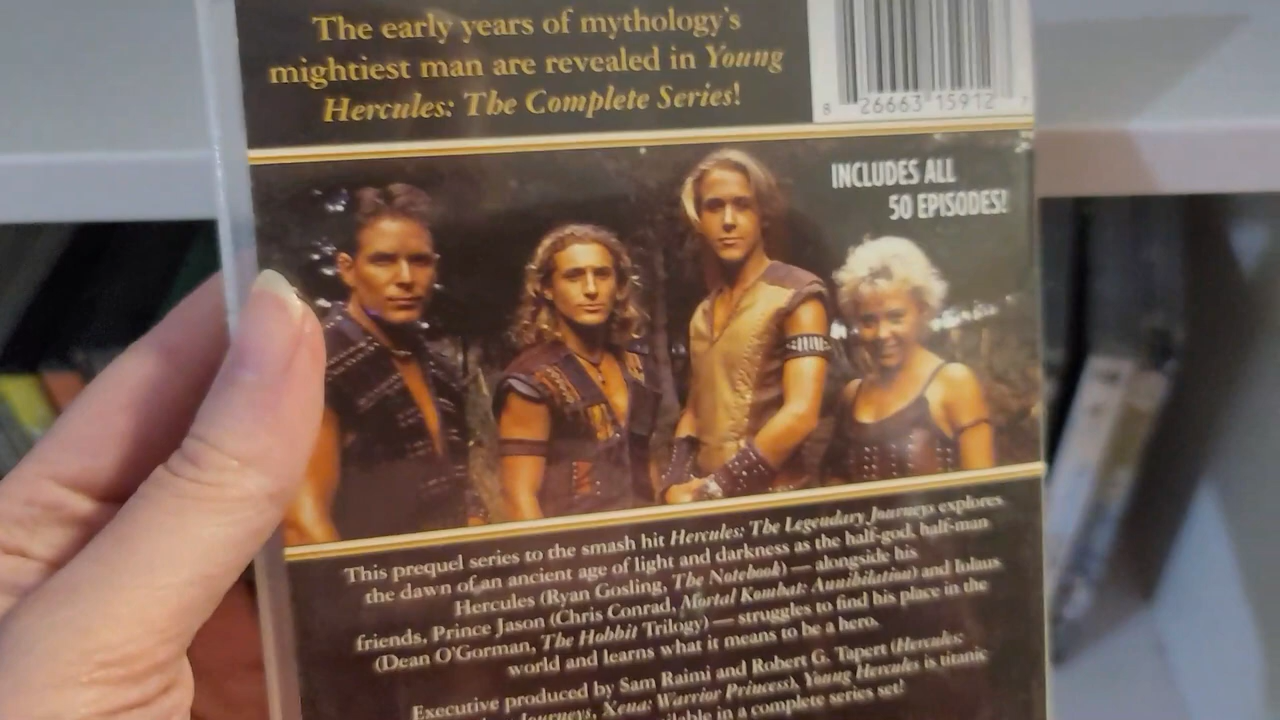 The early years of mythology's
mightiest man are revealed in Young
Hercules: The Complete Series!
8 26663 15912 7
INCLUDES ALL
50 EPISODES!
This prequel series to the smash hit Hercules: The Legendary Journeys explores
the dawn of an ancient age of light and darkness as the half-god, half-man
Hercules (Ryan Gosling, The Notebook) — alongside his
friends, Prince Jason (Chris Conrad, Mortal Kombat: Annihilation) and Iolaus
(Dean O'Gorman, The Hobbit Trilogy) — struggles to find his place in the
world and learns what it means to be a hero.
Executive produced by Sam Raimi and Robert G. Tapert (Hercules:
Journeys, Xena: Warrior Princess), Young Hercules is titanic
in a complete series set!